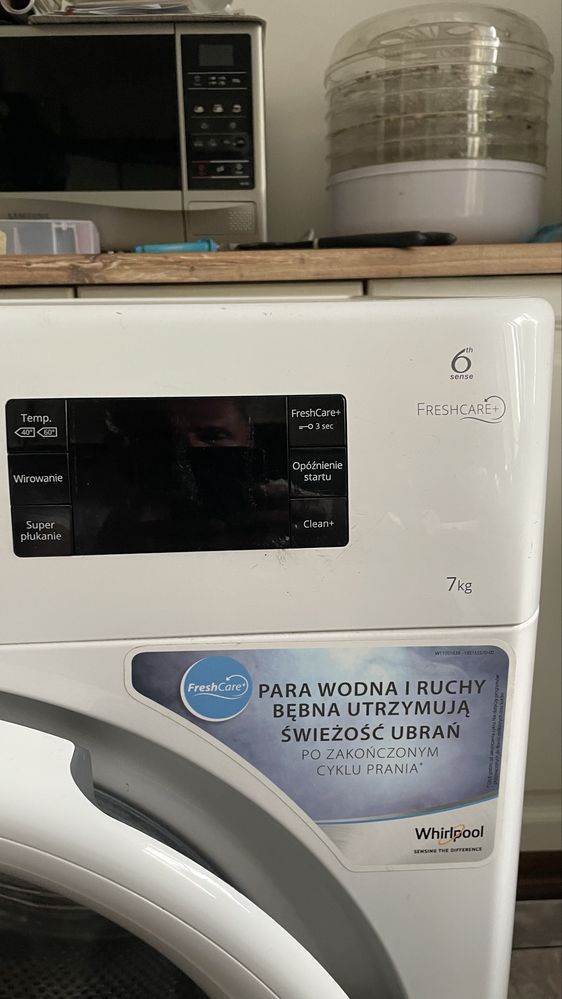 SAMSUNG
6th
sense
FRESHCARE+
Temp.
40° 60°
FreshCare+
3 sec
Wirowanie
Opóźnienie
startu
Super
płukanie
Clean+
7kg
FreshCare+
PARA WODNA I RUCHY
BĘBNA UTRZYMUJĄ
ŚWIEŻOŚĆ UBRAŃ
PO ZAKOŃCZONYM
CYKLU PRANIA*
Whirlpool
SENSING THE DIFFERENCE